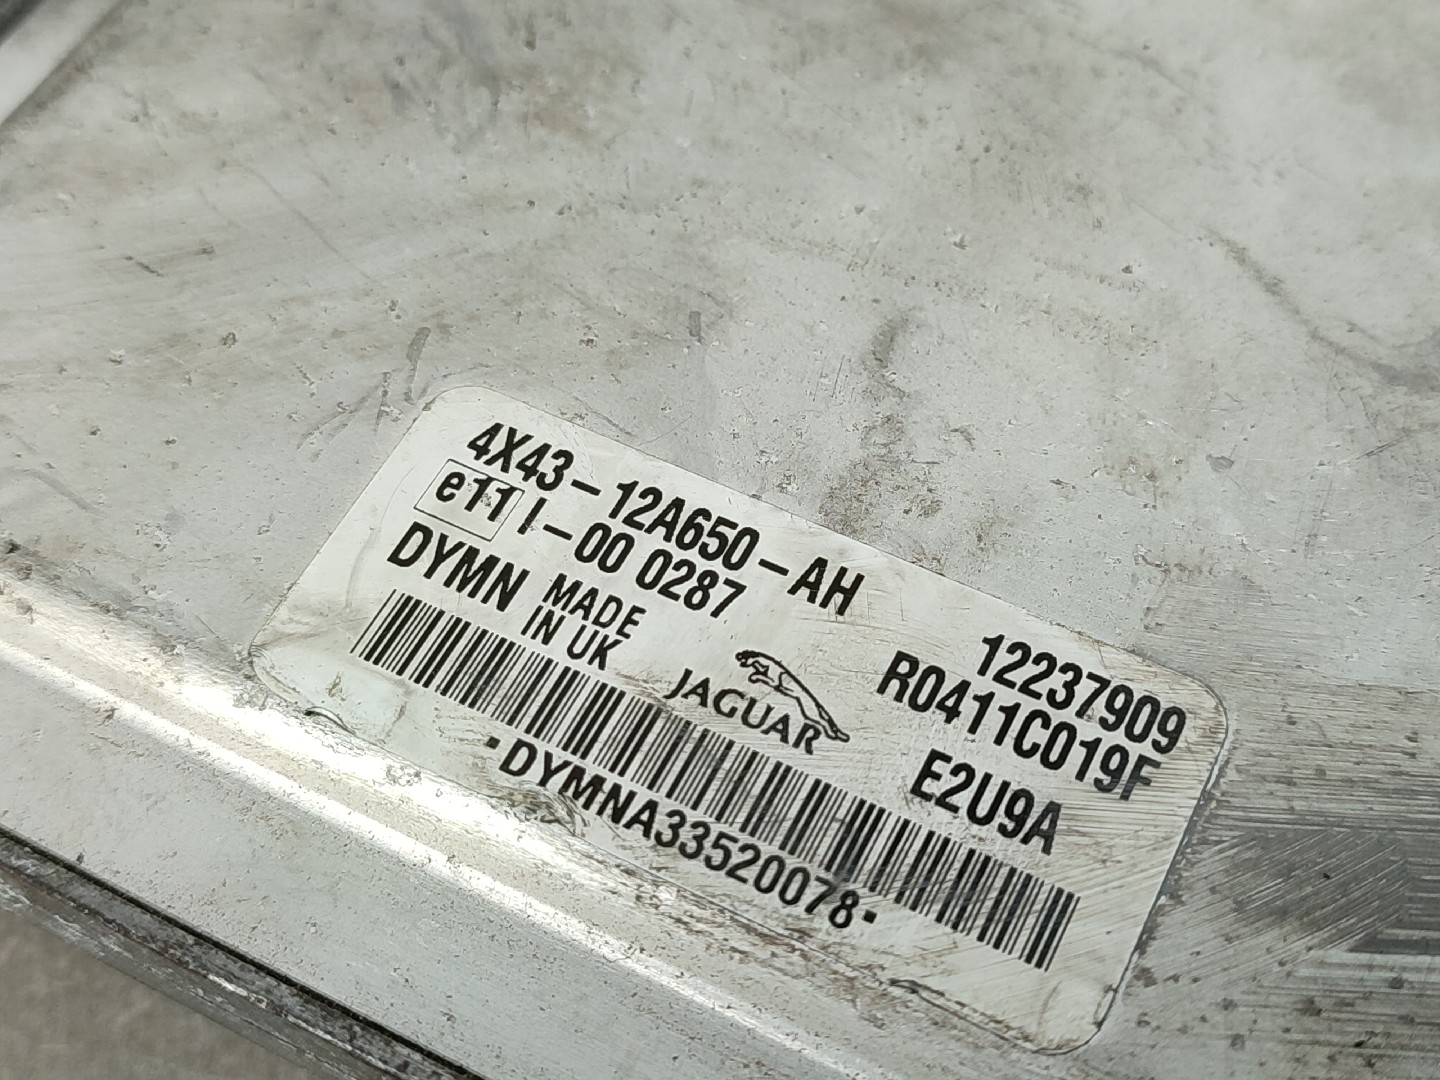 4X43-12A650-AH
e11 I-00 0287
DYMN MADE IN UK
JAGUAR
12237909
R0411C019F
E2U9A
*DYMNA33520078*